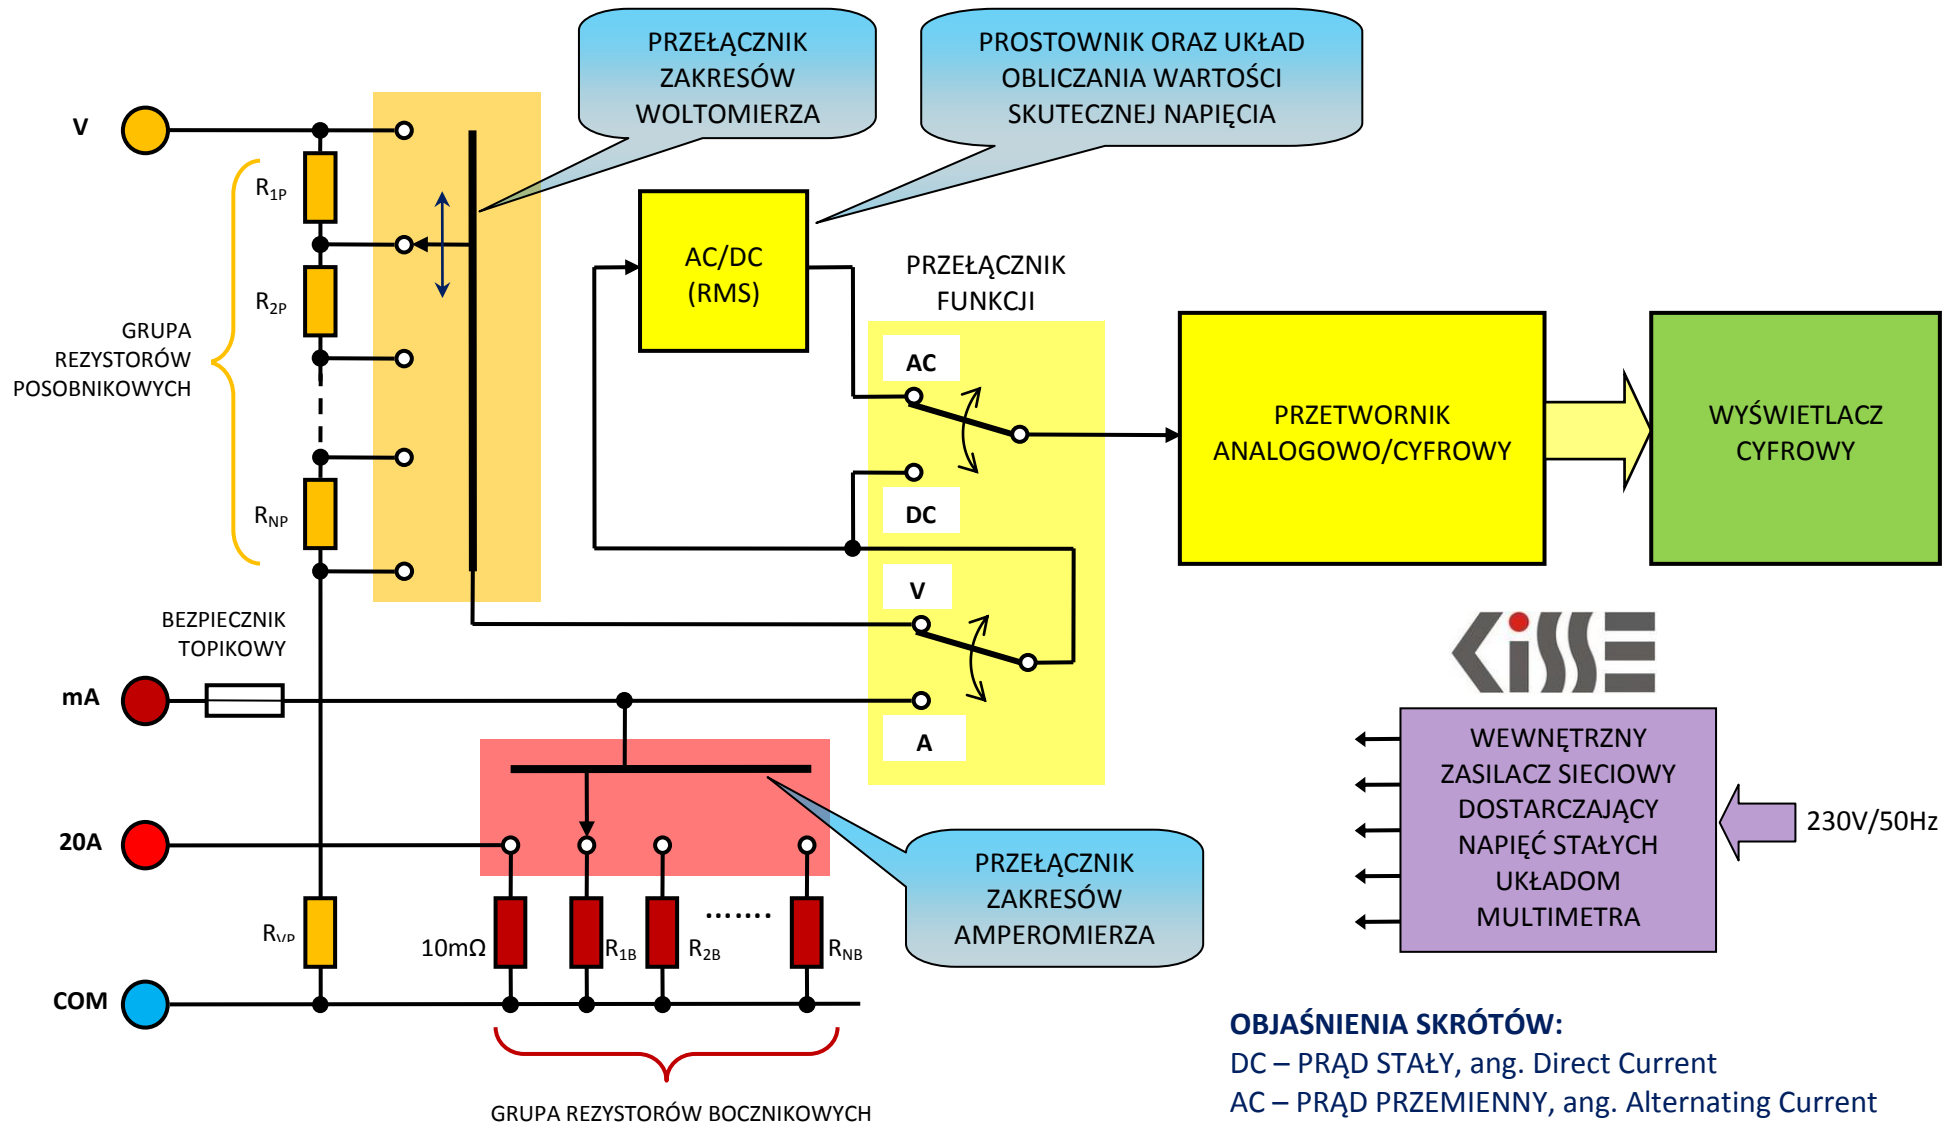 PRZEŁĄCZNIK
ZAKRESÓW
WOLTOMIERZA
PROSTOWNIK ORAZ UKŁAD
OBLICZANIA WARTOŚCI
SKUTECZNEJ NAPIĘCIA
V
R1P
R2P
GRUPA
REZYSTORÓW
POSOBNIKOWYCH
RNP
AC/DC
(RMS)
PRZEŁĄCZNIK
FUNKCJI
AC
DC
V
A
PRZETWORNIK
ANALOGOWO/CYFROWY
WYŚWIETLACZ
CYFROWY
BEZPIECZNIK
TOPIKOWY
mA
20A
RVP
COM
10mΩ
R1B
R2B
.......
RNB
PRZEŁĄCZNIK
ZAKRESÓW
AMPEROMIERZA
GRUPA REZYSTORÓW BOCZNIKOWYCH
KiSSE
WEWNĘTRZNY
ZASILACZ SIECIOWY
DOSTARCZAJĄCY
NAPIĘĆ STAŁYCH
UKŁADOM
MULTIMETRA
230V/50Hz
OBJAŚNIENIA SKRÓTÓW:
DC – PRĄD STAŁY, ang. Direct Current
AC – PRĄD PRZEMIENNY, ang. Alternating Current